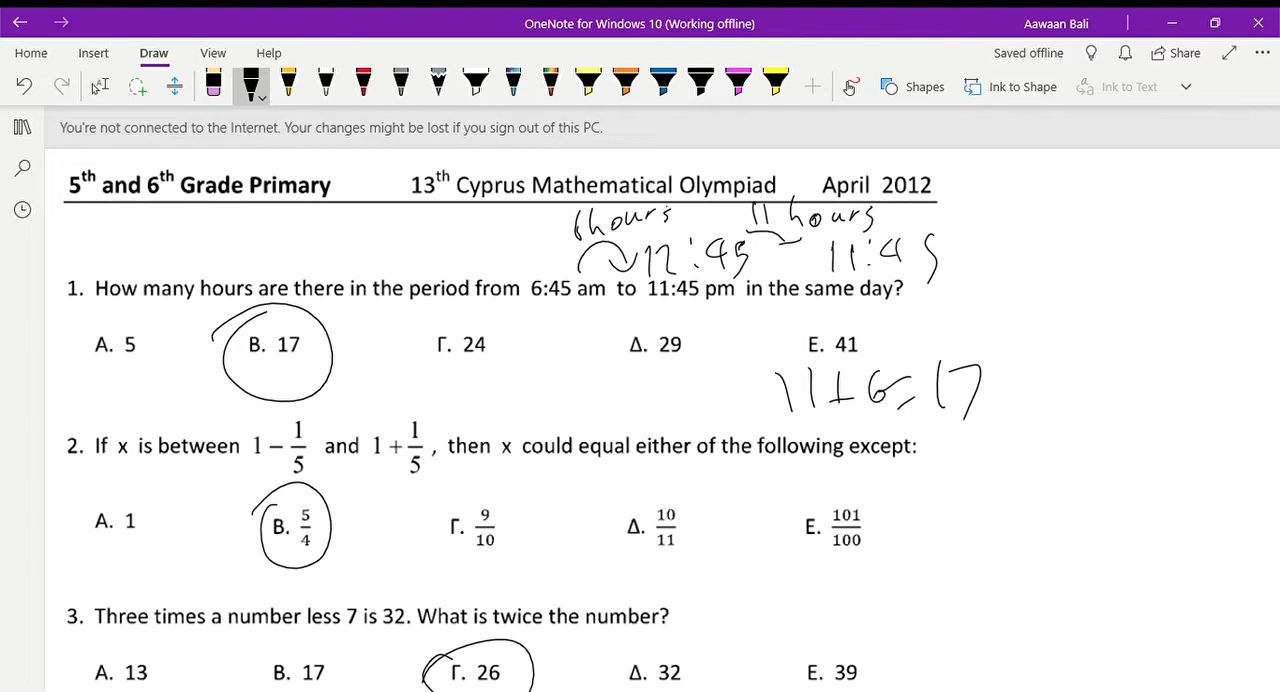 OneNote for Windows 10 (Working offline)
Aawaan Bali
Home Insert Draw View Help
Saved offline
Share
Shapes
Ink to Shape
Ink to Text
You're not connected to the Internet. Your changes might be lost if you sign out of this PC.
5th and 6th Grade Primary 13th Cyprus Mathematical Olympiad April 2012
6hours 11 hours
12:45 11:45
1. How many hours are there in the period from 6:45 am to 11:45 pm in the same day?
A. 5 B. 17 Γ. 24 Δ. 29 E. 41
11+6=17
2. If x is between 1 − 1/5 and 1 + 1/5, then x could equal either of the following except:
A. 1 B. 5/4 Γ. 9/10 Δ. 10/11 E. 101/100
3. Three times a number less 7 is 32. What is twice the number?
A. 13 B. 17 Γ. 26 Δ. 32 E. 39